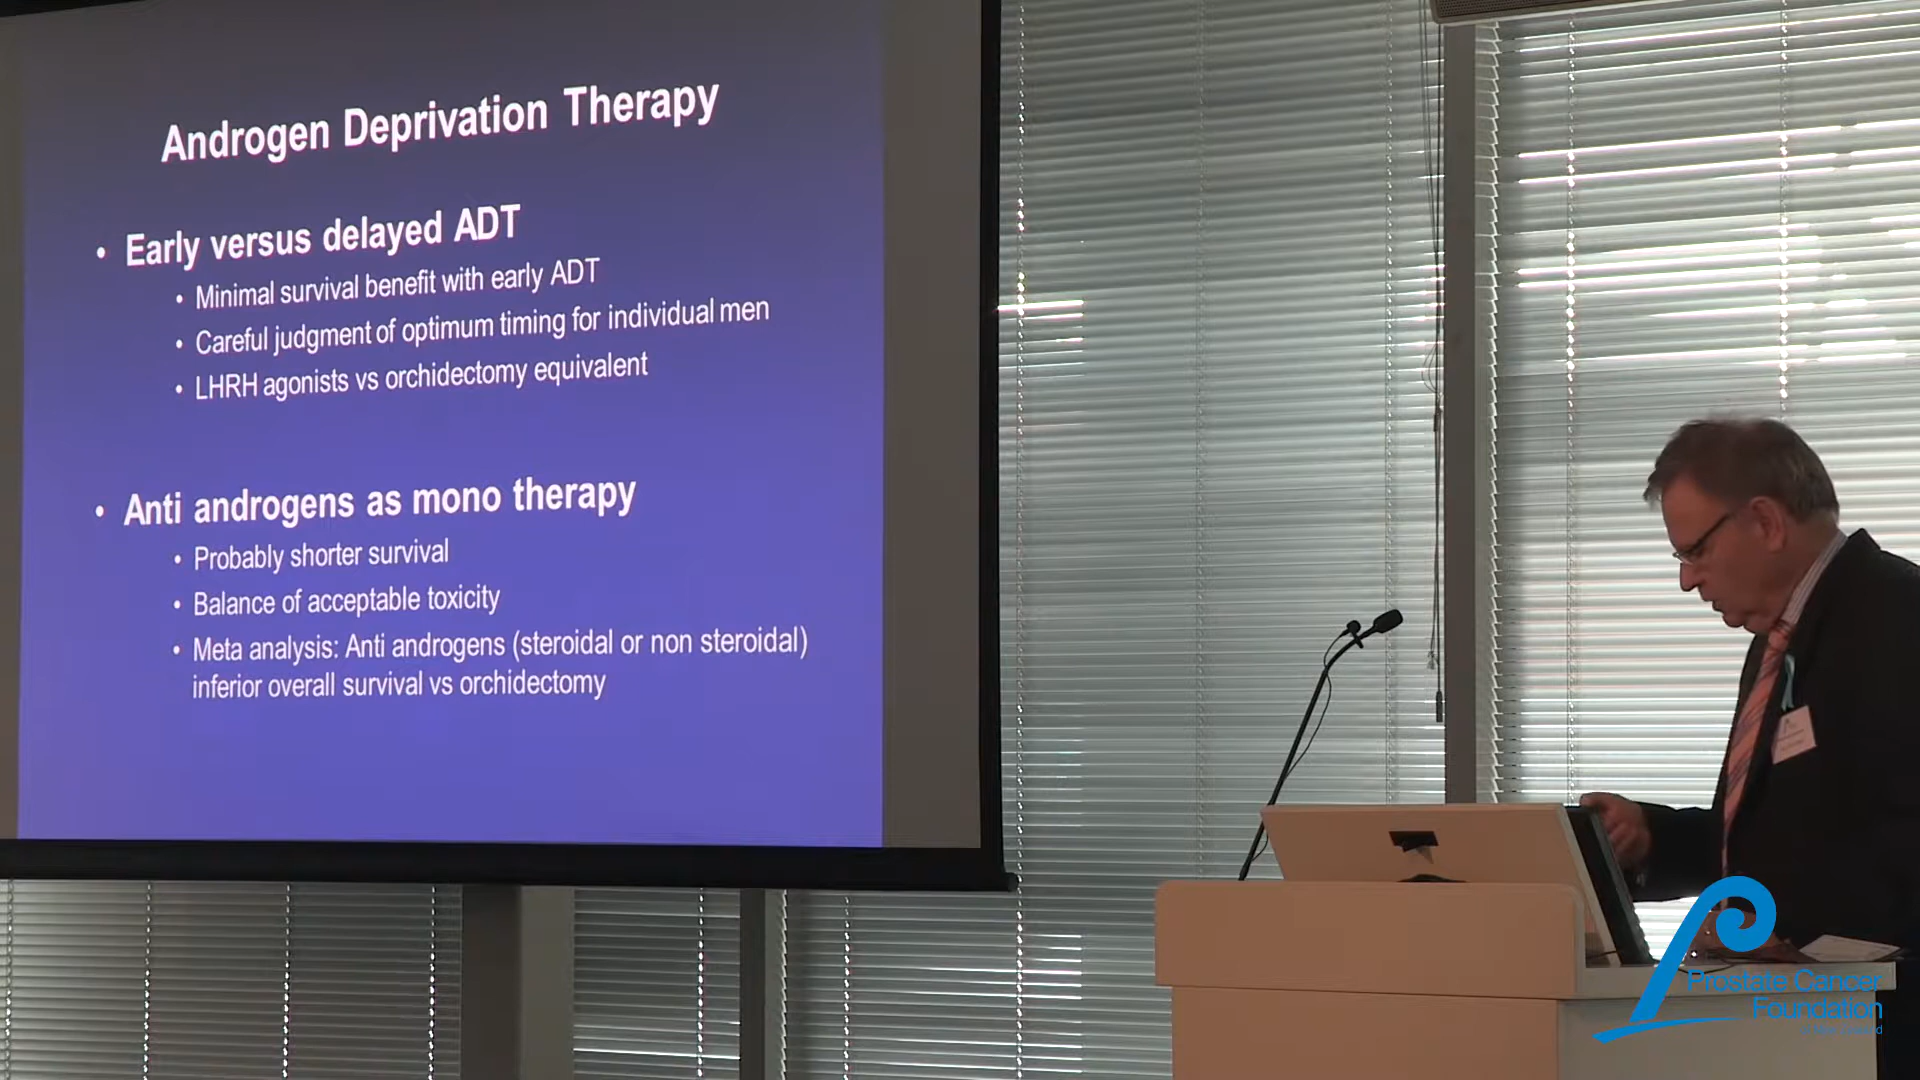 Androgen Deprivation Therapy
• Early versus delayed ADT
• Minimal survival benefit with early ADT
• Careful judgment of optimum timing for individual men
• LHRH agonists vs orchidectomy equivalent
• Anti androgens as mono therapy
• Probably shorter survival
• Balance of acceptable toxicity
• Meta analysis: Anti androgens (steroidal or non steroidal)
inferior overall survival vs orchidectomy
Prostate Cancer
Foundation